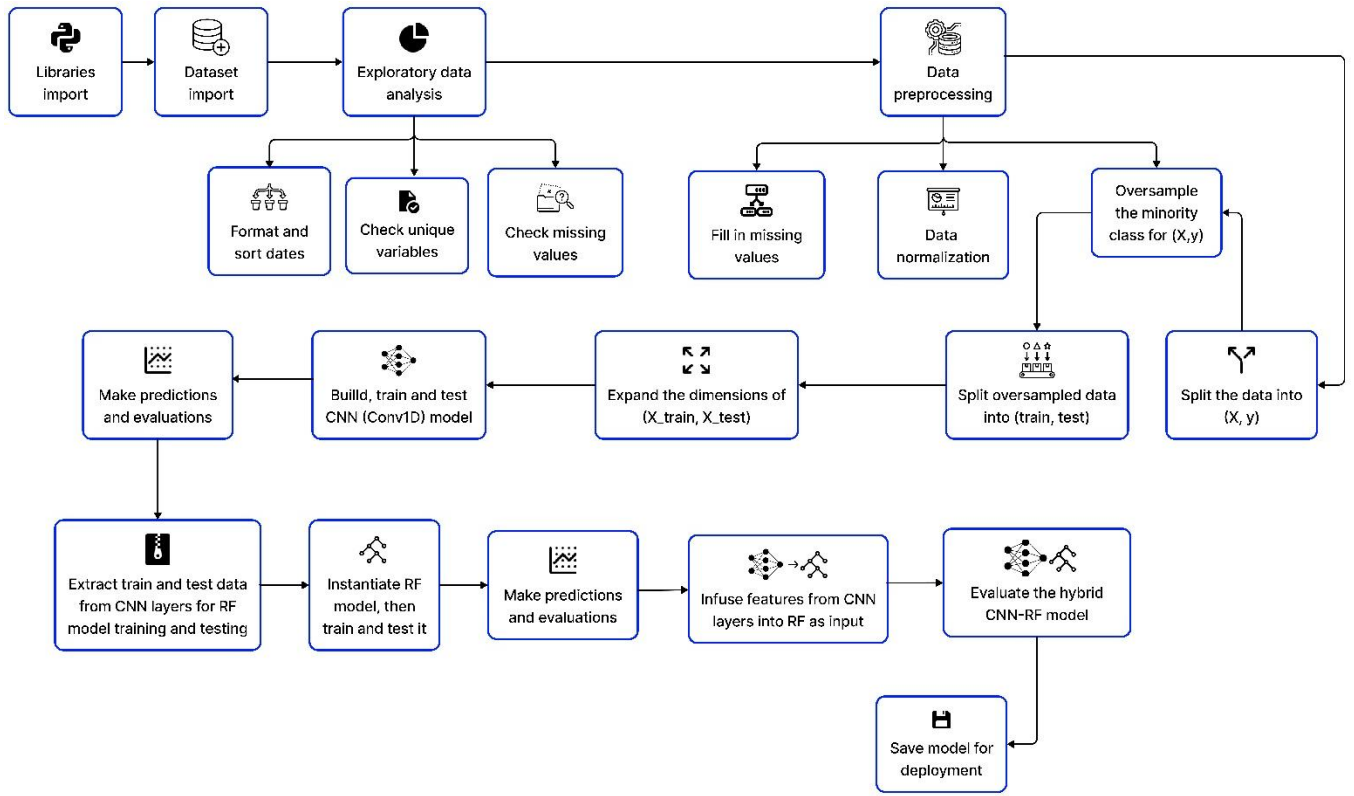 Libraries
import
Dataset
import
Exploratory data
analysis
Data
preprocessing
Format and
sort dates
Check unique
variables
Check missing
values
Fill in missing
values
Data
normalization
Oversample
the minority
class for (X,y)
Make predictions
and evaluations
Builld, train and test
CNN (Conv1D) model
Expand the dimensions of
(X_train, X_test)
Split oversampled data
into (train, test)
Split the data into
(X, y)
Extract train and test data
from CNN layers for RF
model training and testing
Instantiate RF
model, then
train and test it
Make predictions
and evaluations
Infuse features from CNN
layers into RF as input
Evaluate the hybrid
CNN-RF model
Save model for
deployment